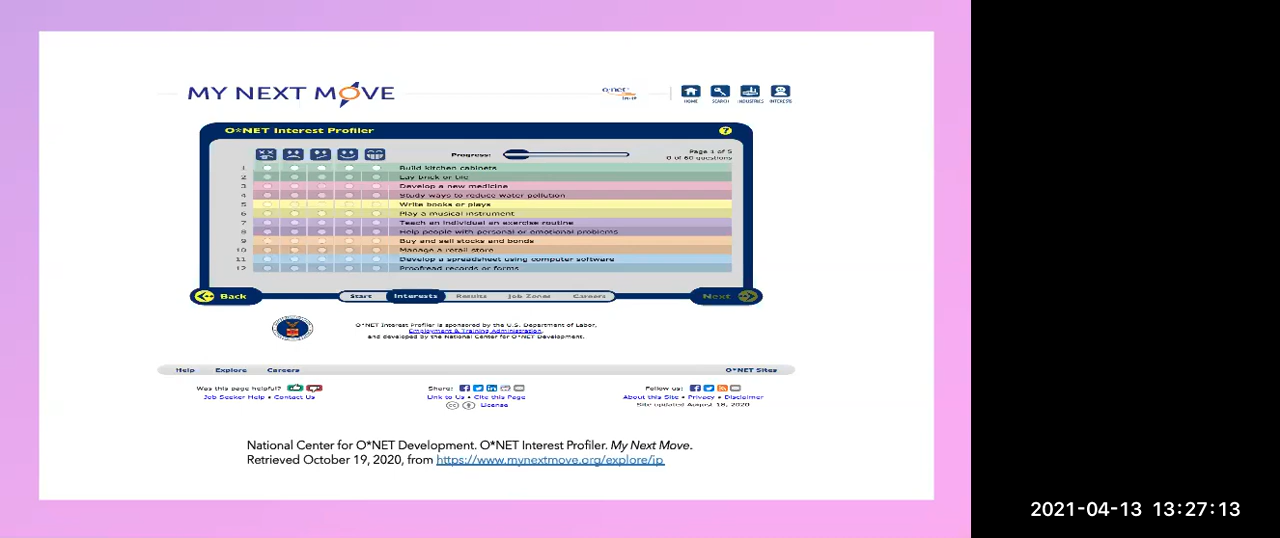 MY NEXT MOVE
o*net
HOME SEARCH INDUSTRIES INTERESTS
O*NET Interest Profiler ?
Progress: Page 1 of 5
0 of 60 questions
1 Build kitchen cabinets
2 Lay brick or tile
3 Develop a new medicine
4 Study ways to reduce water pollution
5 Write books or plays
6 Play a musical instrument
7 Teach an individual an exercise routine
8 Help people with personal or emotional problems
9 Buy and sell stocks and bonds
10 Manage a retail store
11 Develop a spreadsheet using computer software
12 Proofread records or forms
Back Start Interests Results Job Zones Careers Next
O*NET Interest Profiler is sponsored by the U.S. Department of Labor,
Employment & Training Administration,
and developed by the National Center for O*NET Development.
Help Explore Careers O*NET Sites
Was this page helpful? Share: Follow us:
Job Seeker Help • Contact Us Link to Us • Cite this Page About this Site • Privacy • Disclaimer
License Site updated August 18, 2020
National Center for O*NET Development. O*NET Interest Profiler. My Next Move.
Retrieved October 19, 2020, from https://www.mynextmove.org/explore/ip
2021-04-13 13:27:13